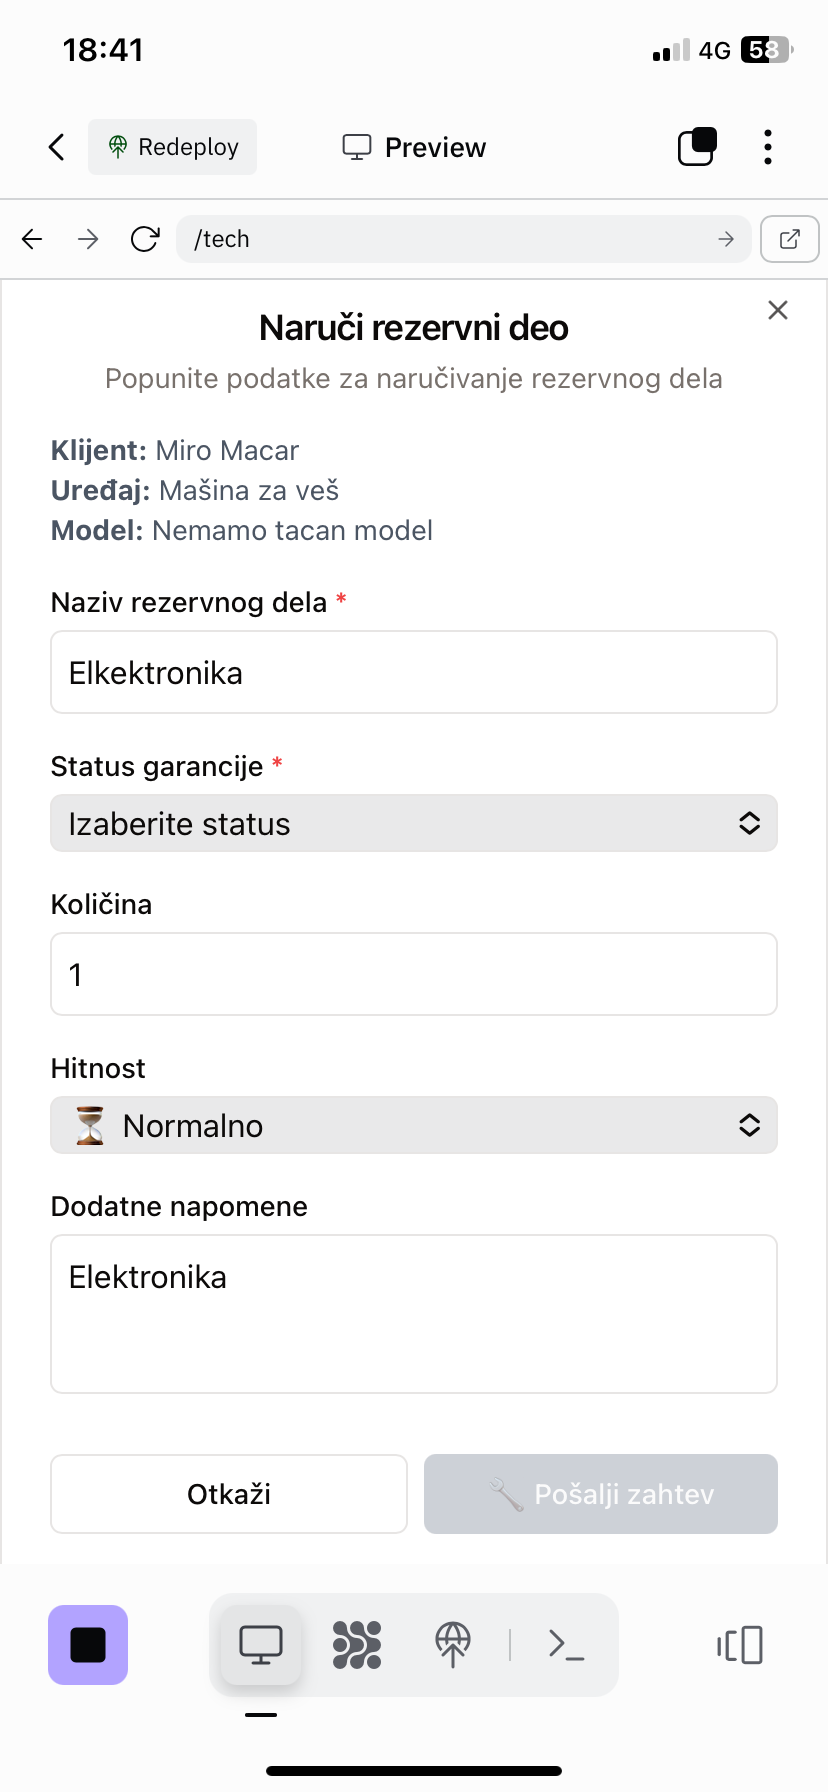 18:41
4G 58
Redeploy
Preview
/tech
Naruči rezervni deo
Popunite podatke za naručivanje rezervnog dela
Klijent: Miro Macar
Uređaj: Mašina za veš
Model: Nemamo tacan model
Naziv rezervnog dela *
Elkektronika
Status garancije *
Izaberite status
Količina
1
Hitnost
Normalno
Dodatne napomene
Elektronika
Otkaži
Pošalji zahtev